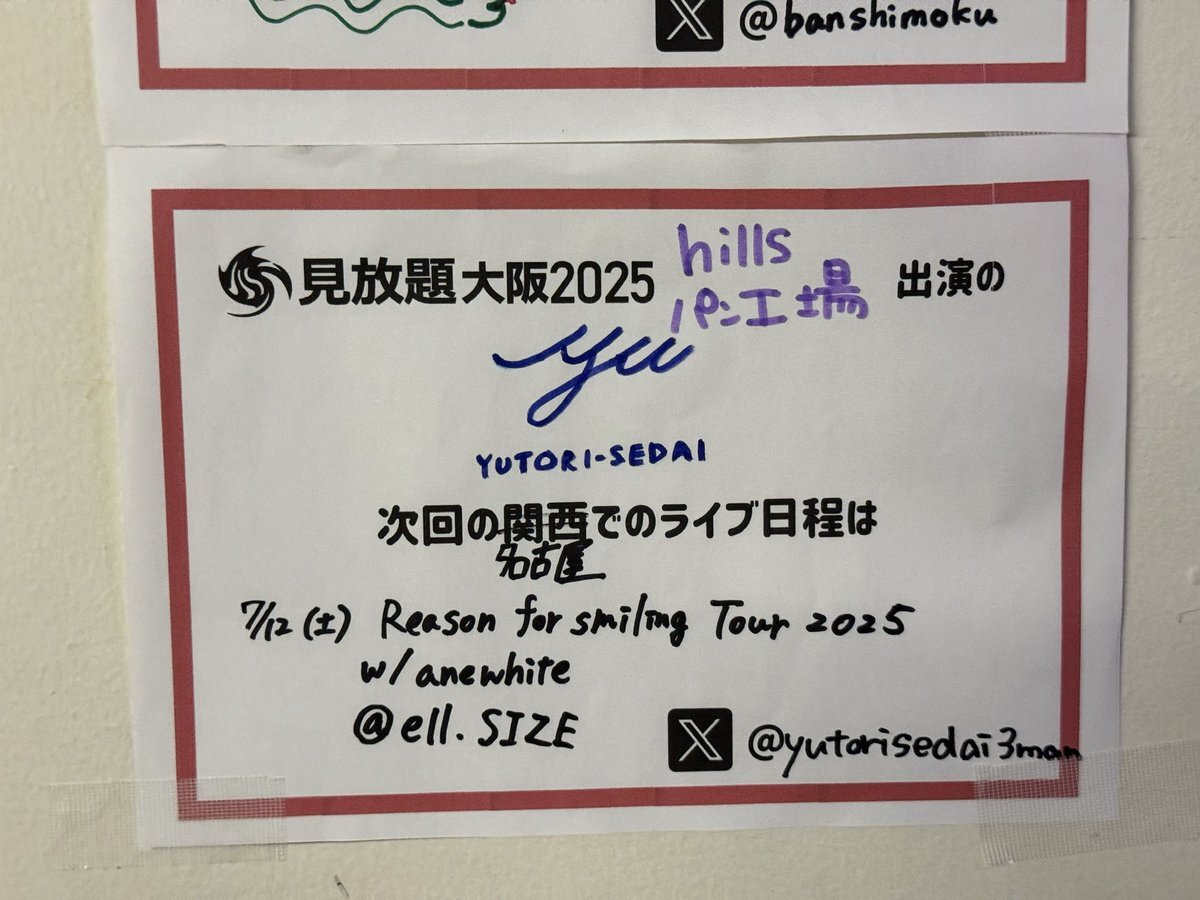 @banshimoku
見放題大阪2025 hills パン工場 出演の
yu
YUTORI-SEDAI
次回の関西でのライブ日程は
名古屋
7/12(土) Reason for smiling Tour 2025
w/anewhite
@ell.SIZE
@yutorisedai3man